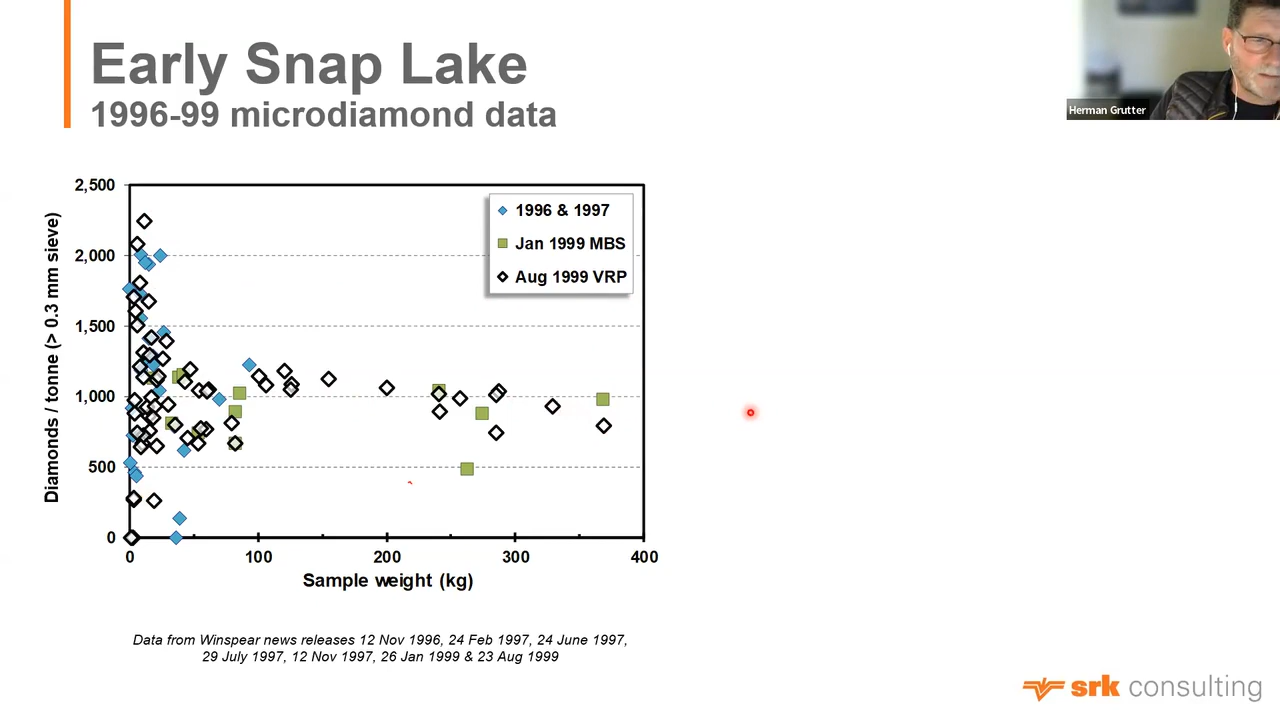 Early Snap Lake
1996-99 microdiamond data
Herman Grutter
Diamonds / tonne (> 0.3 mm sieve)
2,500
2,000
1,500
1,000
500
0
1996 & 1997
Jan 1999 MBS
Aug 1999 VRP
0 100 200 300 400
Sample weight (kg)
Data from Winspear news releases 12 Nov 1996, 24 Feb 1997, 24 June 1997,
29 July 1997, 12 Nov 1997, 26 Jan 1999 & 23 Aug 1999
srk consulting